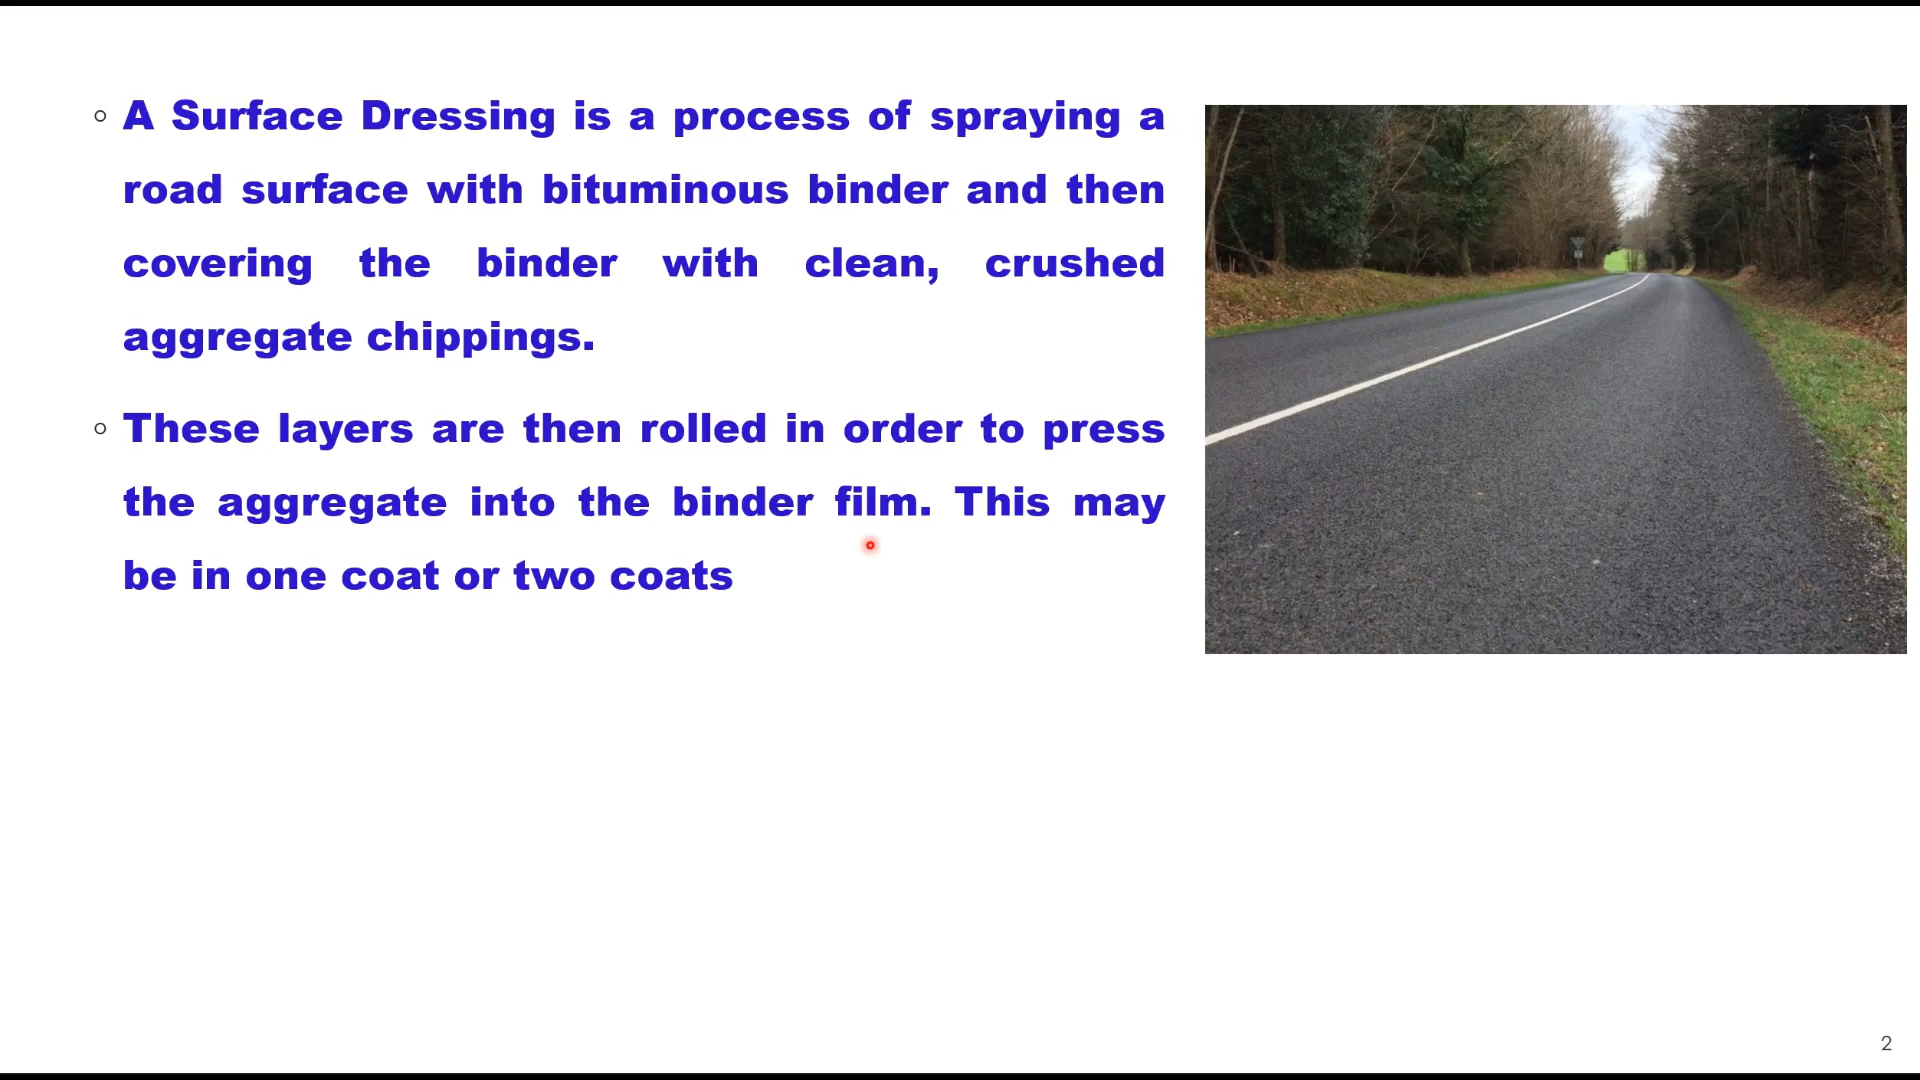 A Surface Dressing is a process of spraying a
road surface with bituminous binder and then
covering the binder with clean, crushed
aggregate chippings.
These layers are then rolled in order to press
the aggregate into the binder film. This may
be in one coat or two coats
2